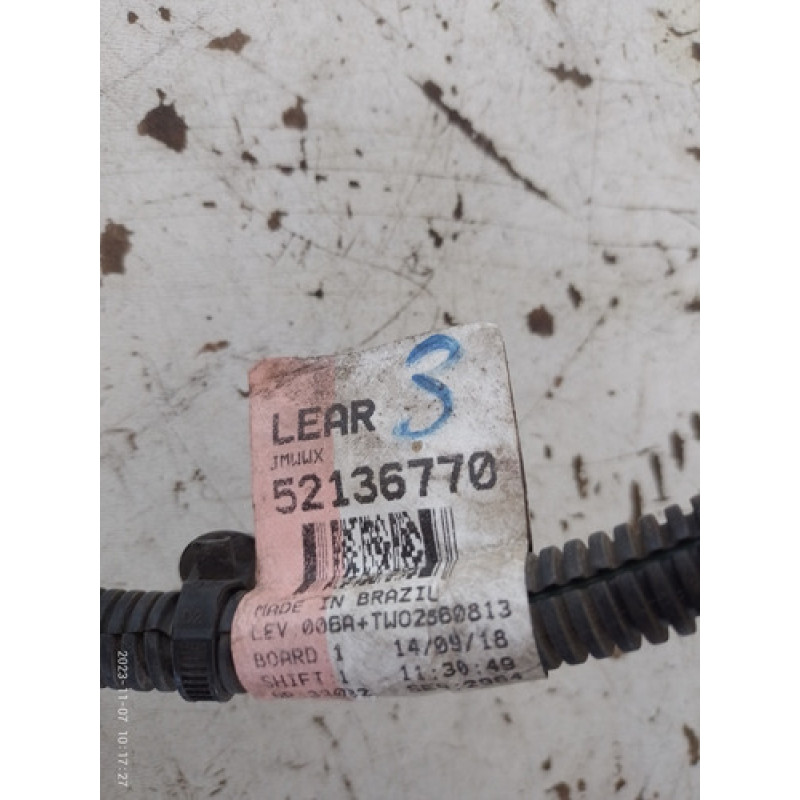 LEAR 3
JMWWX
52136770
MADE IN BRAZIL
LEV 006A+TW02560813
BOARD 1 14/09/18
SHIFT 1 11:30:49
2023-11-07 10:17:27